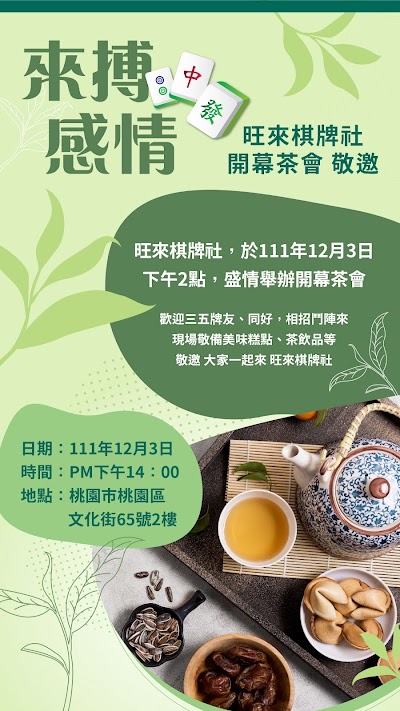 來搏
感情
中
發
旺來棋牌社
開幕茶會 敬邀
旺來棋牌社，於111年12月3日
下午2點，盛情舉辦開幕茶會
歡迎三五牌友、同好，相招鬥陣來
現場敬備美味糕點、茶飲品等
敬邀 大家一起來 旺來棋牌社
日期：111年12月3日
時間：PM下午14：00
地點：桃園市桃園區
文化街65號2樓